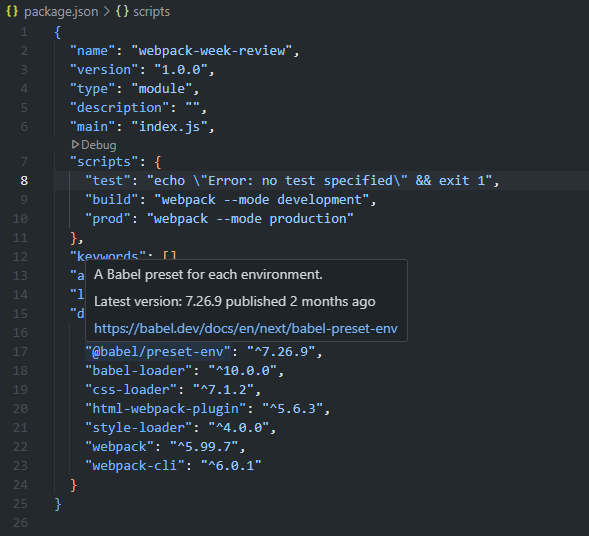 package.json > {} scripts
1 {
2 "name": "webpack-week-review",
3 "version": "1.0.0",
4 "type": "module",
5 "description": "",
6 "main": "index.js",
Debug
7 "scripts": {
8 "test": "echo \"Error: no test specified\" && exit 1",
9 "build": "webpack --mode development",
10 "prod": "webpack --mode production"
11 },
12 "keywords": []
13 "a
14 "l
15 "d
A Babel preset for each environment.
Latest version: 7.26.9 published 2 months ago
https://babel.dev/docs/en/next/babel-preset-env
16
17 "@babel/preset-env": "^7.26.9",
18 "babel-loader": "^10.0.0",
19 "css-loader": "^7.1.2",
20 "html-webpack-plugin": "^5.6.3",
21 "style-loader": "^4.0.0",
22 "webpack": "^5.99.7",
23 "webpack-cli": "^6.0.1"
24 }
25 }
26